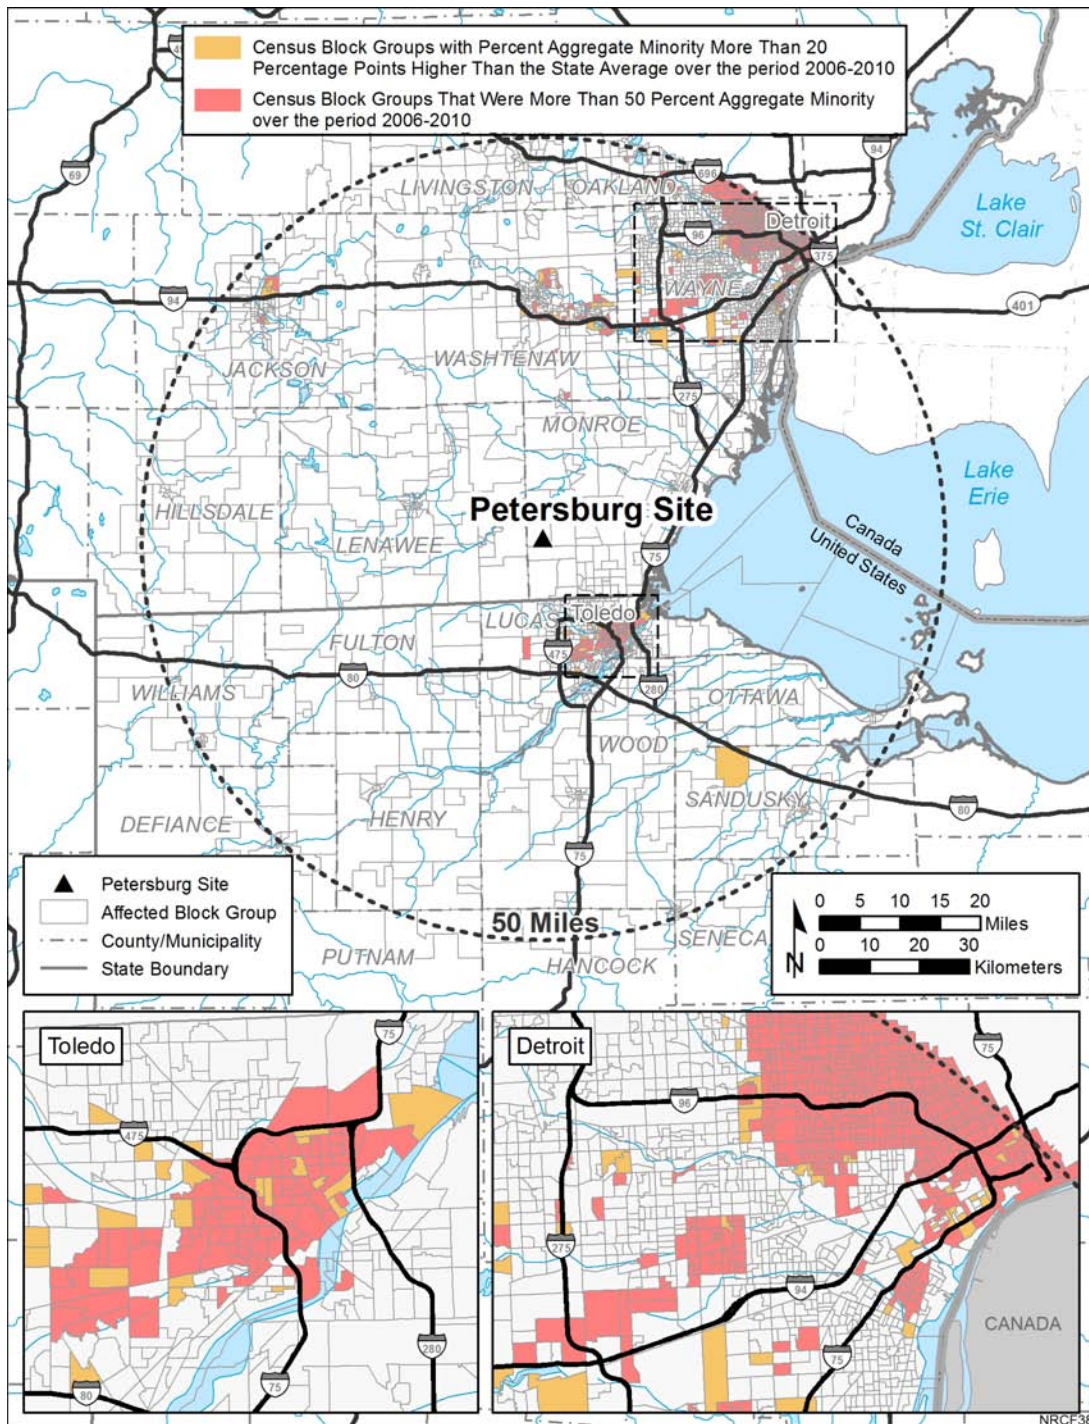 Census Block Groups with Percent Aggregate Minority More Than 20
Percentage Points Higher Than the State Average over the period 2006-2010
Census Block Groups That Were More Than 50 Percent Aggregate Minority
over the period 2006-2010
94
69
696
LIVINGSTON
OAKLAND
Detroit
96
375
Lake
St. Clair
94
WAYNE
401
WASHTENAW
JACKSON
275
MONROE
Lake
Erie
HILLSDALE
Petersburg Site
LENAWEE
Canada
United States
75
LUCAS
Toledo
FULTON
475
80
WILLIAMS
280
OTTAWA
WOOD
SANDUSKY
80
DEFIANCE
HENRY
75
Petersburg Site
Affected Block Group
County/Municipality
State Boundary
50 Miles
SENECA
PUTNAM
HANCOCK
0 5 10 15 20
Miles
0 10 20 30
Kilometers
N
Toledo
75
475
80
75
280
Detroit
75
96
275
94
75
CANADA